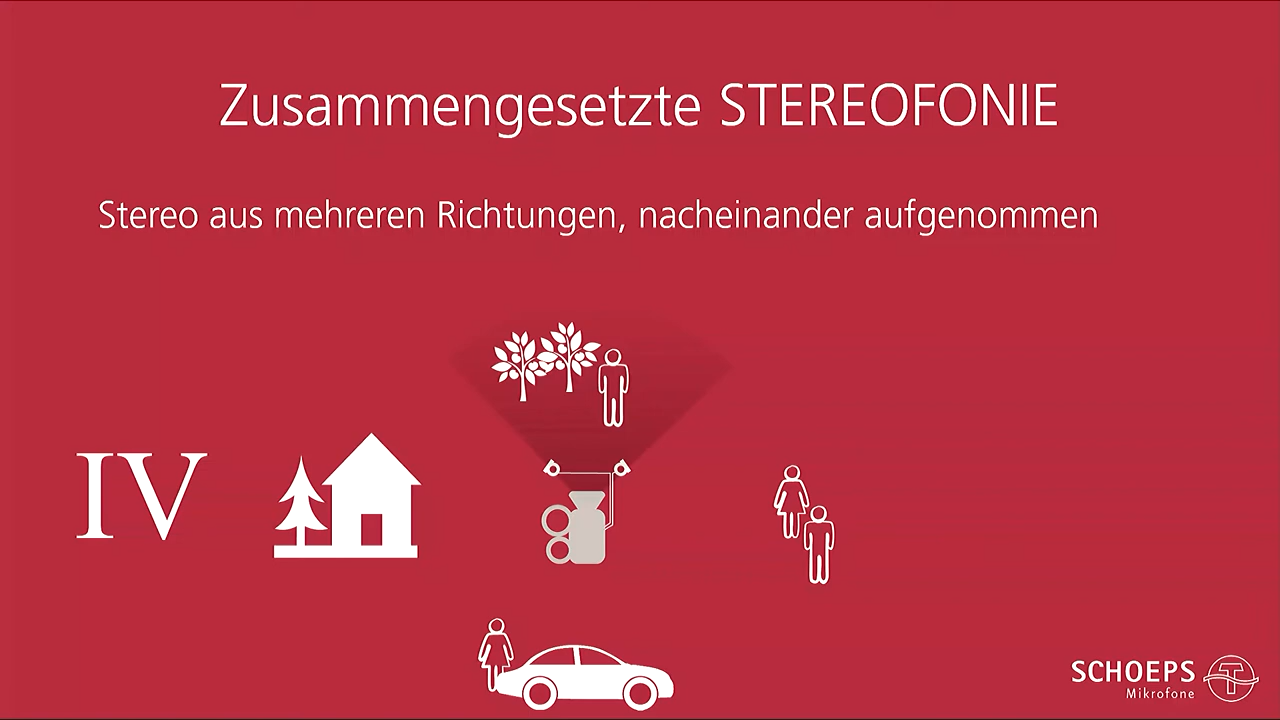 Zusammengesetzte STEREOFONIE
Stereo aus mehreren Richtungen, nacheinander aufgenommen
IV
SCHOEPS
Mikrofone